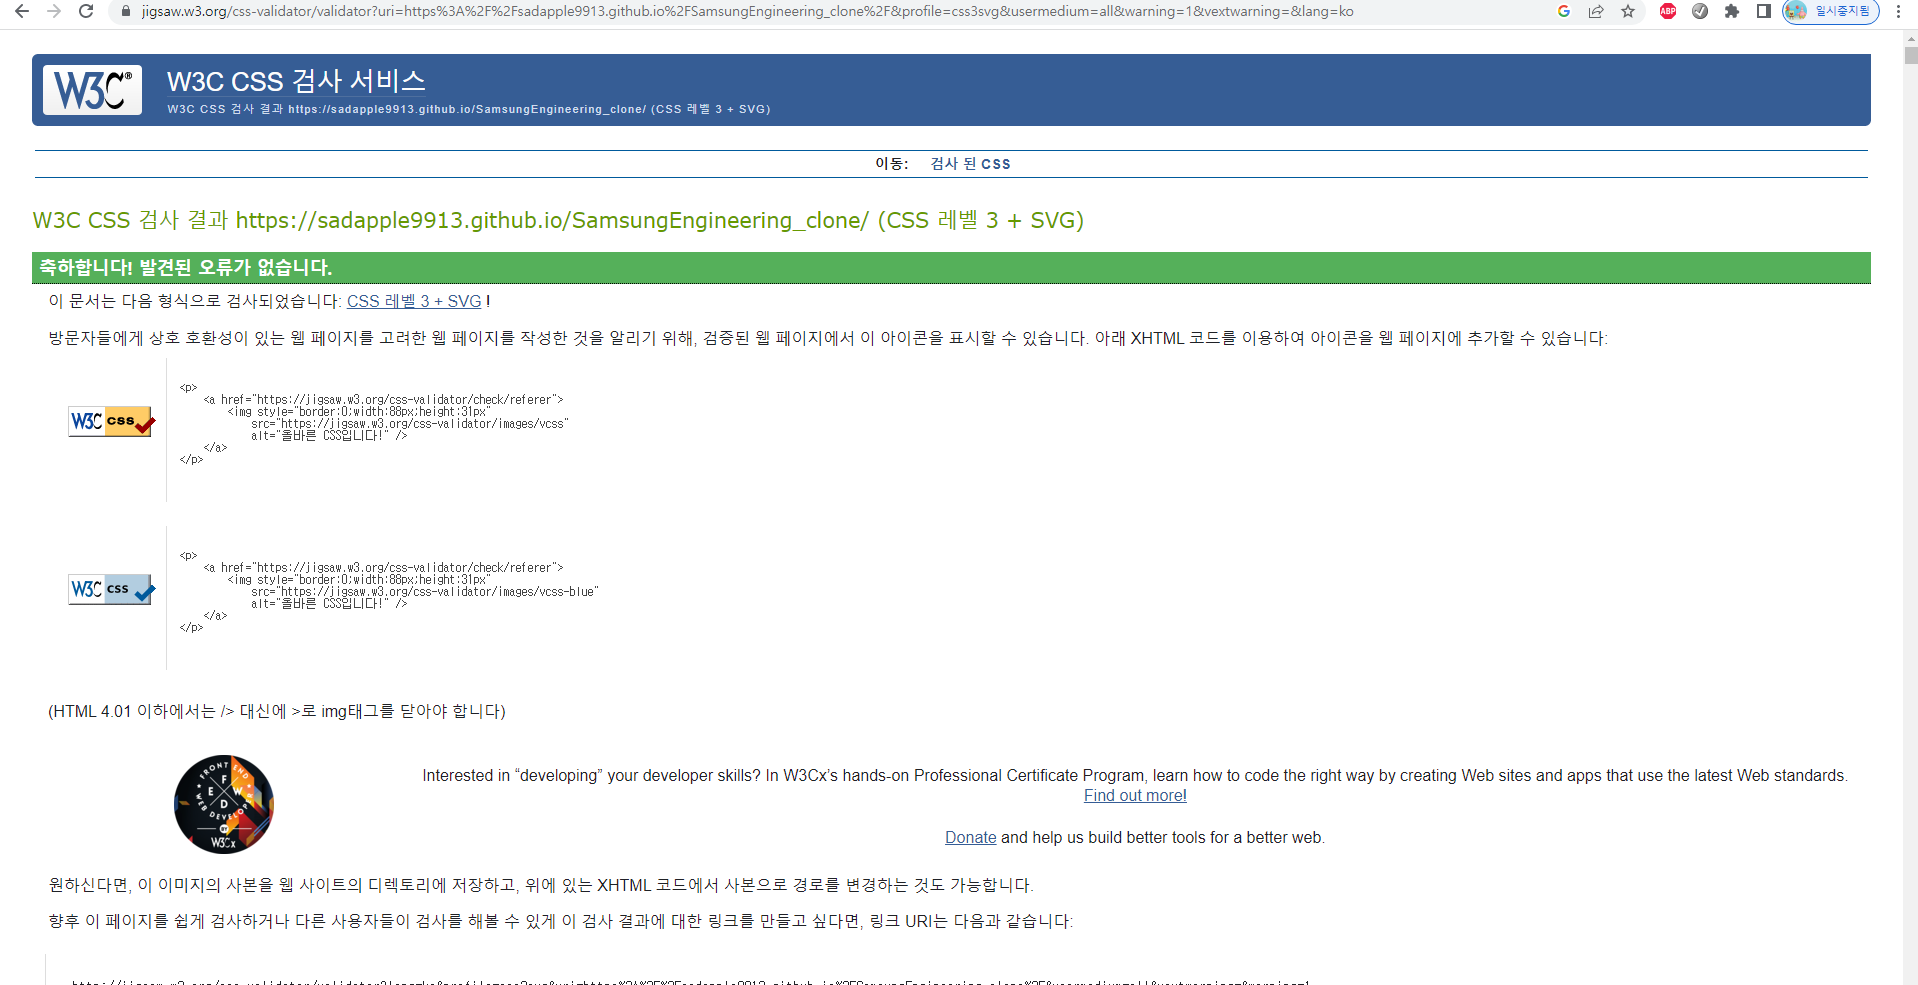 jigsaw.w3.org/css-validator/validator?uri=https%3A%2F%2Fsadapple9913.github.io%2FSamsungEngineering_clone%2F&profile=css3svg&usermedium=all&warning=1&vextwarning=&lang=ko
ABP
일시중지됨
W3C®
W3C CSS 검사 서비스
W3C CSS 검사 결과 https://sadapple9913.github.io/SamsungEngineering_clone/ (CSS 레벨 3 + SVG)
이동: 검사 된 CSS
W3C CSS 검사 결과 https://sadapple9913.github.io/SamsungEngineering_clone/ (CSS 레벨 3 + SVG)
축하합니다! 발견된 오류가 없습니다.
이 문서는 다음 형식으로 검사되었습니다: CSS 레벨 3 + SVG !
방문자들에게 상호 호환성이 있는 웹 페이지를 고려한 웹 페이지를 작성한 것을 알리기 위해, 검증된 웹 페이지에서 이 아이콘을 표시할 수 있습니다. 아래 XHTML 코드를 이용하여 아이콘을 웹 페이지에 추가할 수 있습니다:
W3C css
<p>
<a href="https://jigsaw.w3.org/css-validator/check/referer">
<img style="border:0;width:88px;height:31px"
src="https://jigsaw.w3.org/css-validator/images/vcss"
alt="올바른 CSS입니다!" />
</a>
</p>
W3C css
<p>
<a href="https://jigsaw.w3.org/css-validator/check/referer">
<img style="border:0;width:88px;height:31px"
src="https://jigsaw.w3.org/css-validator/images/vcss-blue"
alt="올바른 CSS입니다!" />
</a>
</p>
(HTML 4.01 이하에서는 /> 대신에 >로 img태그를 닫아야 합니다)
FRONT END
F E W D
WEB DEVELOPER
BY
W3Cx
Interested in “developing” your developer skills? In W3Cx’s hands-on Professional Certificate Program, learn how to code the right way by creating Web sites and apps that use the latest Web standards.
Find out more!
Donate and help us build better tools for a better web.
원하신다면, 이 이미지의 사본을 웹 사이트의 디렉토리에 저장하고, 위에 있는 XHTML 코드에서 사본으로 경로를 변경하는 것도 가능합니다.
향후 이 페이지를 쉽게 검사하거나 다른 사용자들이 검사를 해볼 수 있게 이 검사 결과에 대한 링크를 만들고 싶다면, 링크 URI는 다음과 같습니다: